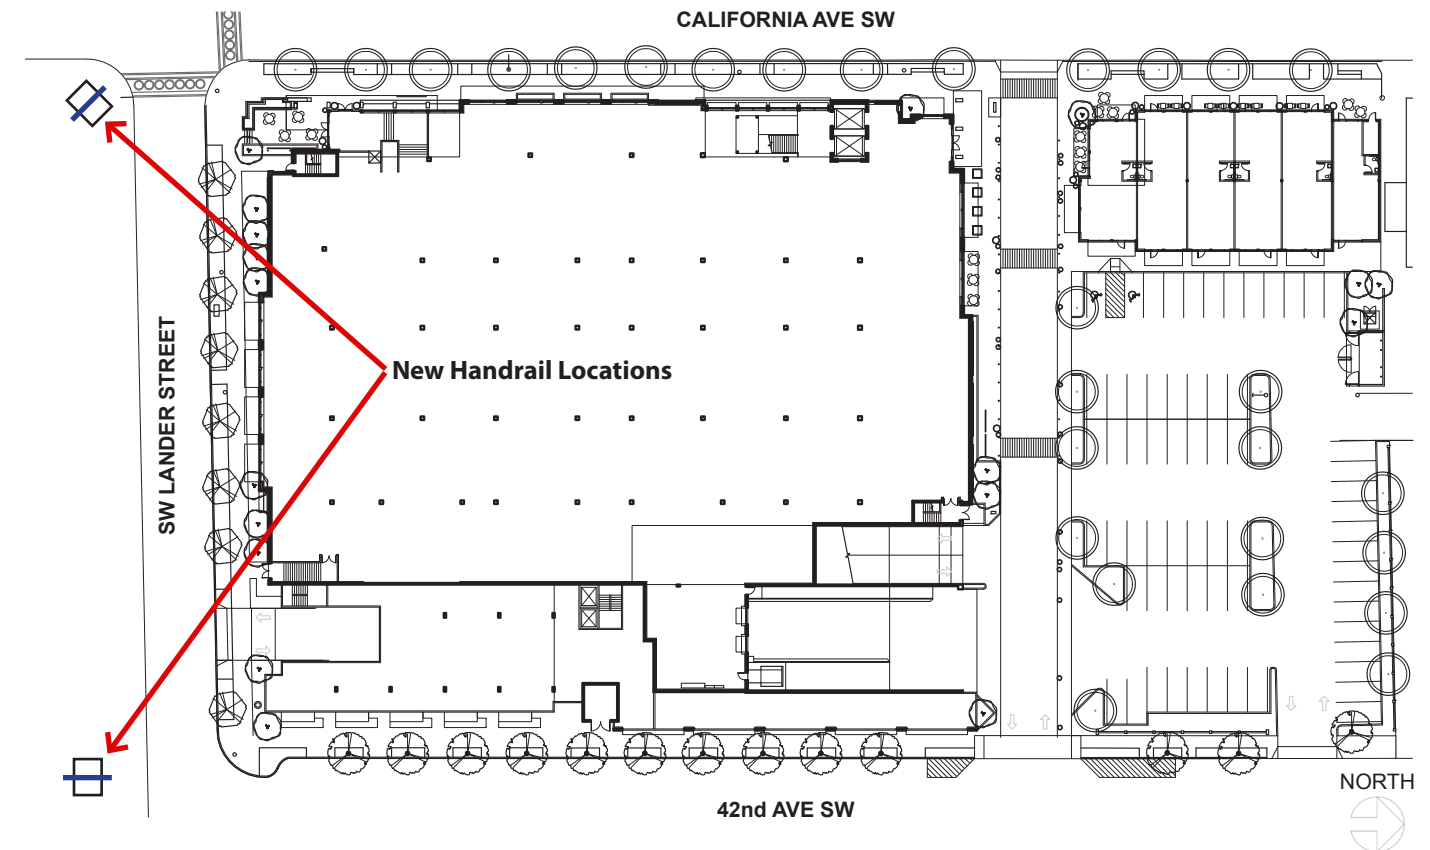 CALIFORNIA AVE SW
New Handrail Locations
SW LANDER STREET
42nd AVE SW
NORTH